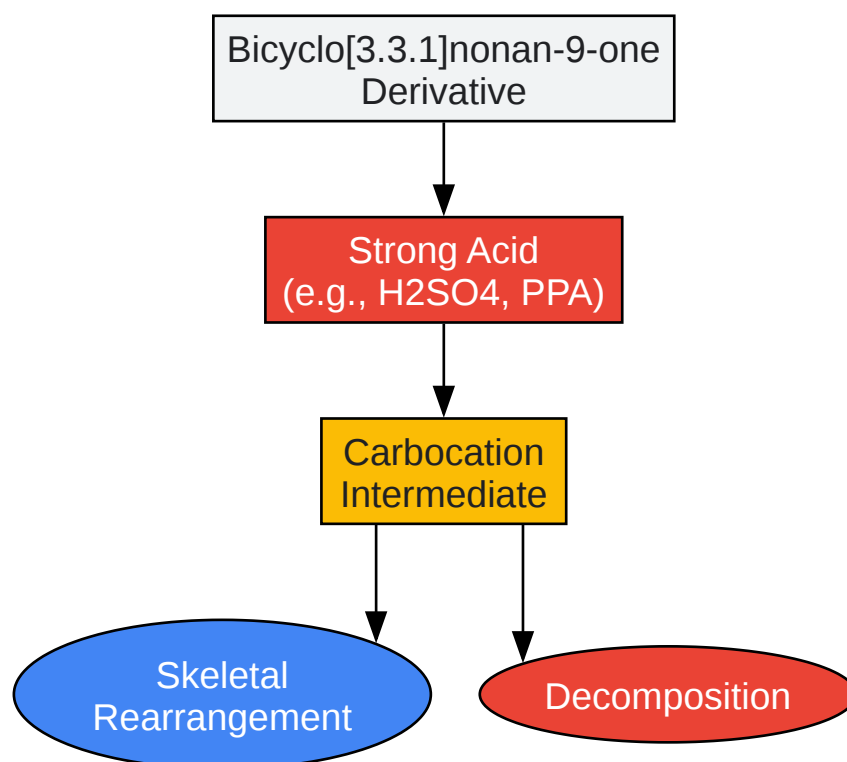 Bicyclo[3.3.1]nonan-9-one
Derivative
Strong Acid
(e.g., H2SO4, PPA)
Carbocation
Intermediate
Skeletal
Rearrangement
Decomposition